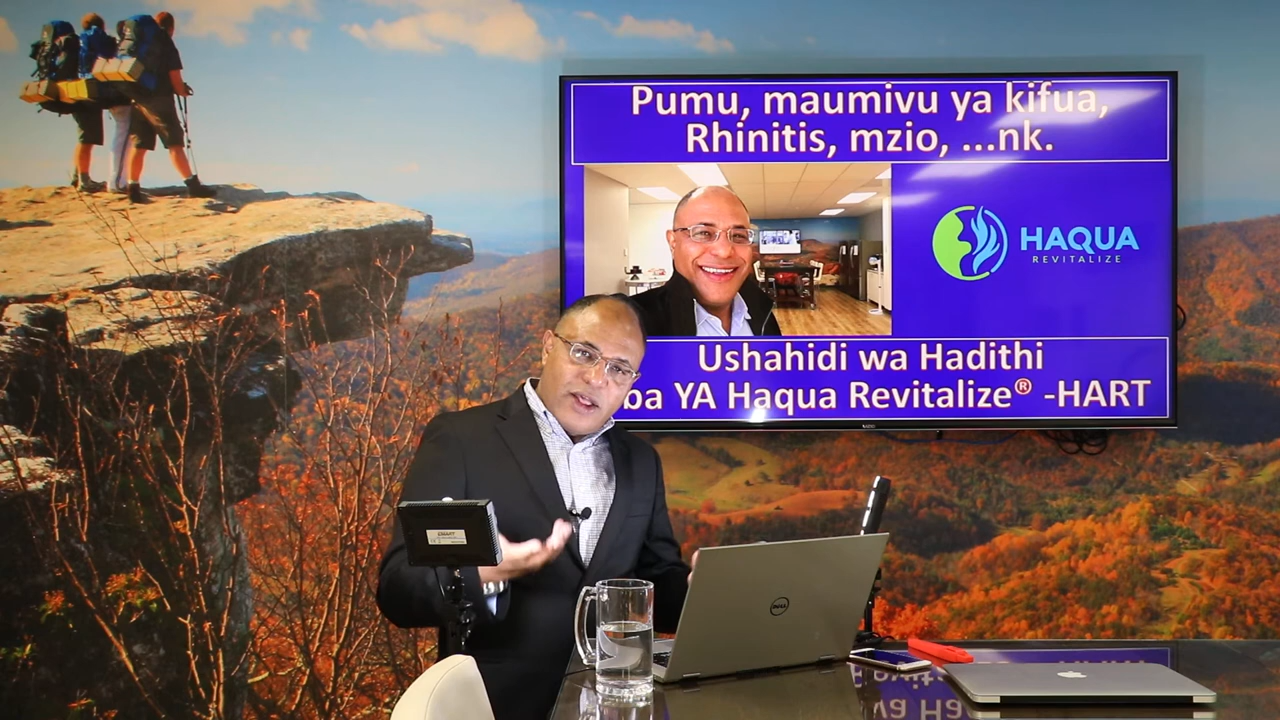 Pumu, maumivu ya kifua,
Rhinitis, mzio, ...nk.
HAQUA
REVITALIZE
Ushahidi wa Hadithi
YA Haqua Revitalize® -HART
DELL